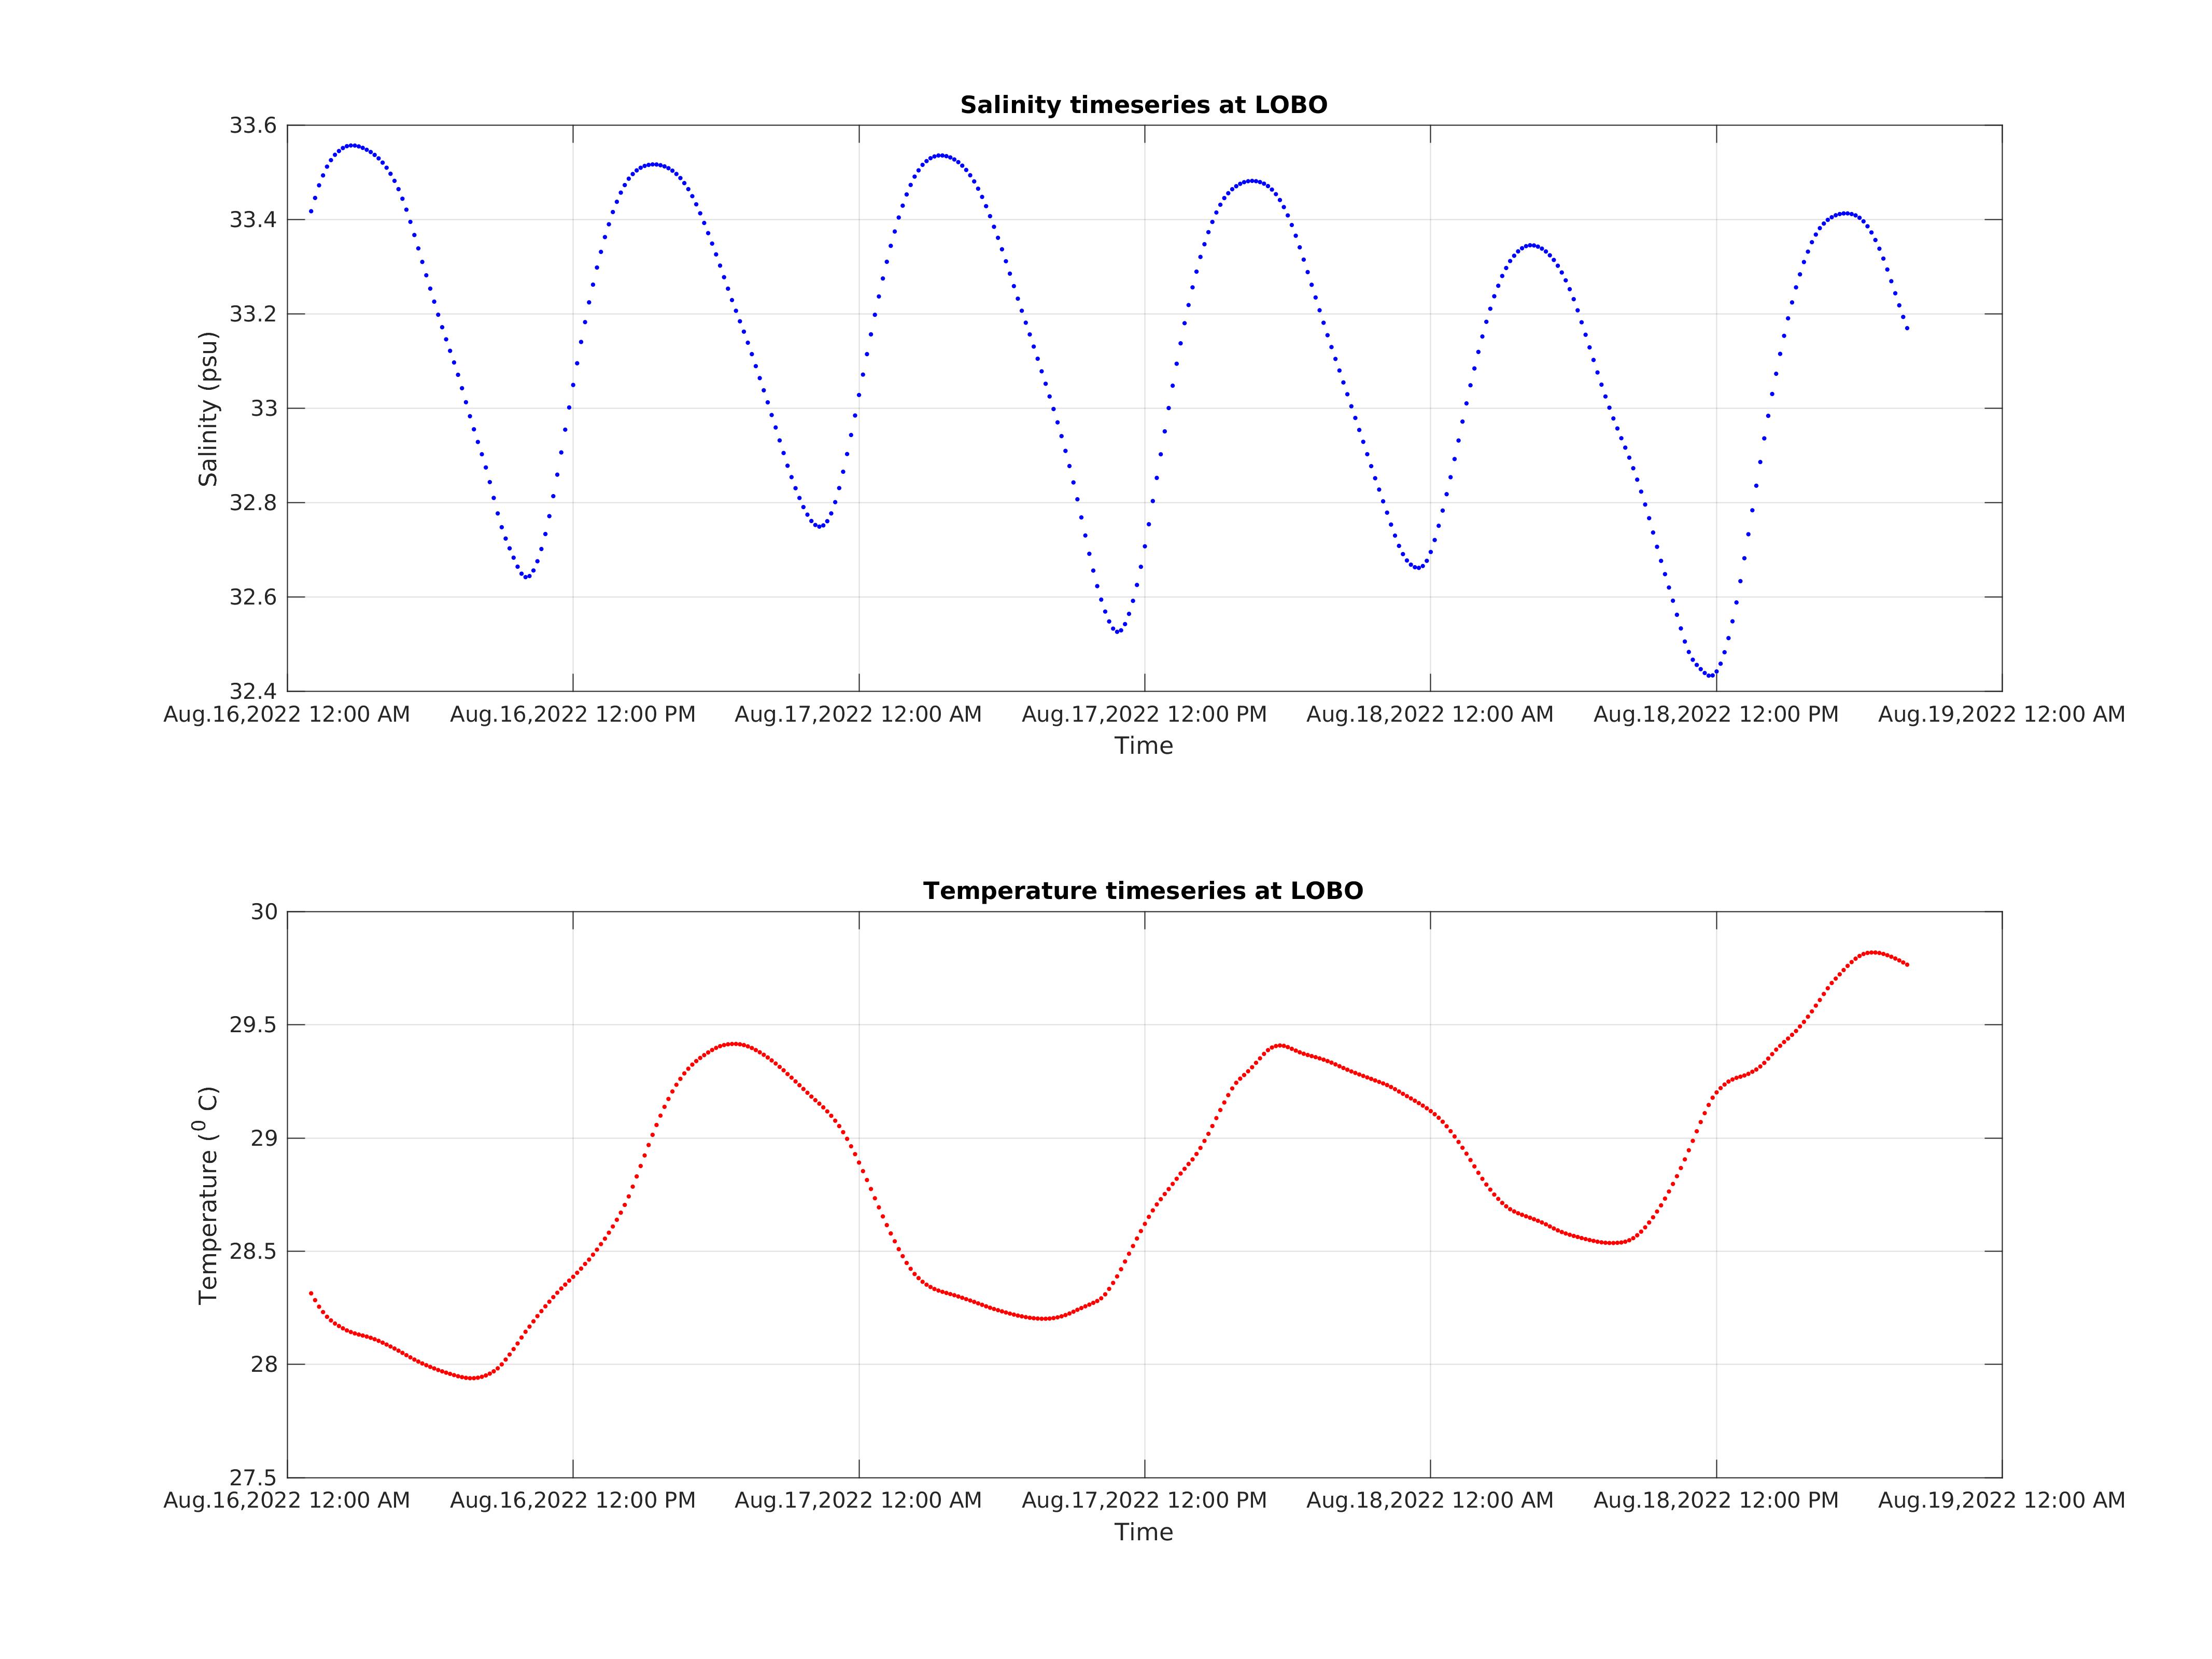 Salinity timeseries at LOBO
33.6
33.4
33.2
33
32.8
32.6
32.4
Salinity (psu)
Aug.16,2022 12:00 AM Aug.16,2022 12:00 PM Aug.17,2022 12:00 AM Aug.17,2022 12:00 PM Aug.18,2022 12:00 AM Aug.18,2022 12:00 PM Aug.19,2022 12:00 AM
Time
Temperature timeseries at LOBO
30
29.5
29
28.5
28
27.5
Temperature (⁰ C)
Aug.16,2022 12:00 AM Aug.16,2022 12:00 PM Aug.17,2022 12:00 AM Aug.17,2022 12:00 PM Aug.18,2022 12:00 AM Aug.18,2022 12:00 PM Aug.19,2022 12:00 AM
Time